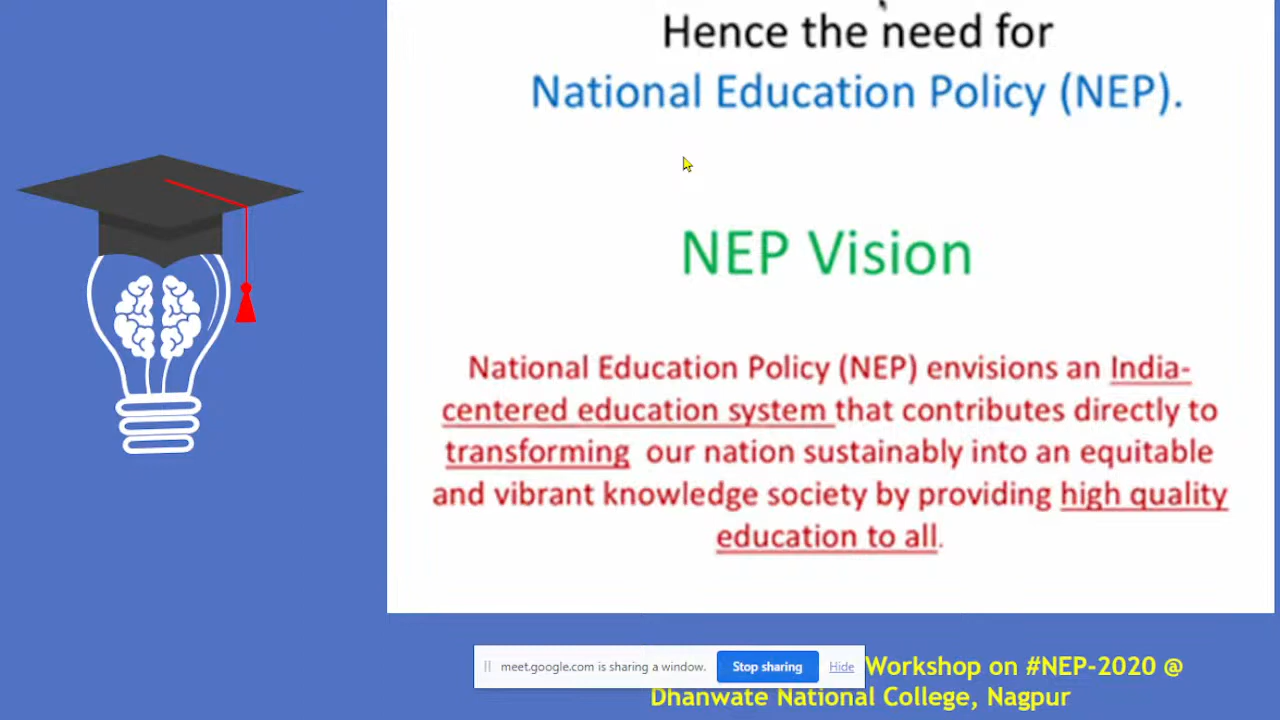 Hence the need for
National Education Policy (NEP).
NEP Vision
National Education Policy (NEP) envisions an India-
centered education system that contributes directly to
transforming our nation sustainably into an equitable
and vibrant knowledge society by providing high quality
education to all.
meet.google.com is sharing a window. Stop sharing Hide
Workshop on #NEP-2020 @
Dhanwate National College, Nagpur